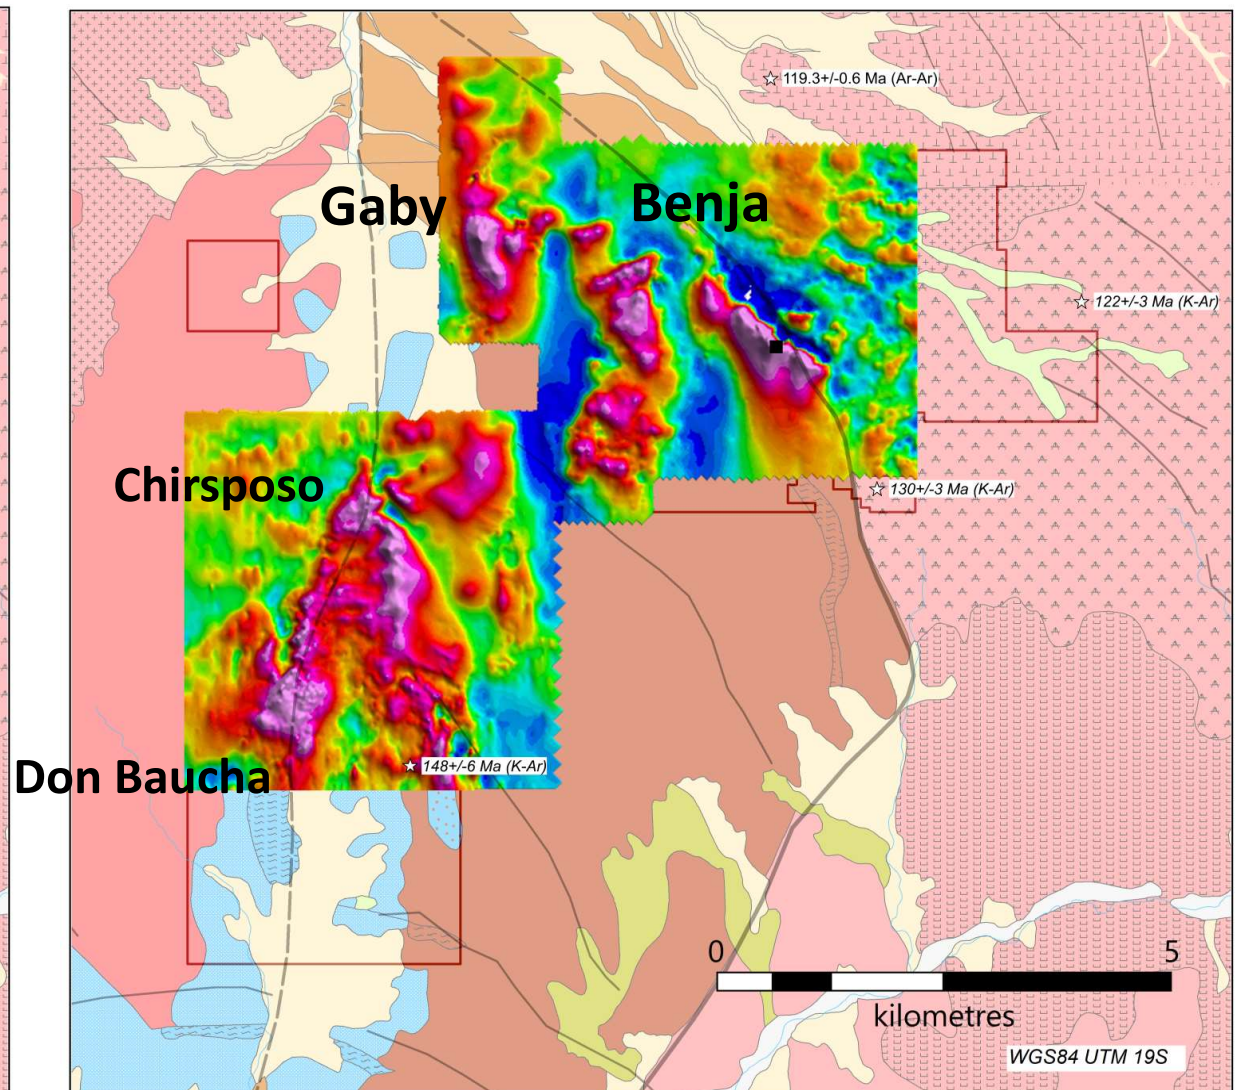 119.3+/-0.6 Ma (Ar-Ar)
Gaby
Benja
122+/-3 Ma (K-Ar)
Chirsposo
130+/-3 Ma (K-Ar)
Don Baucha
148+/-6 Ma (K-Ar)
0 5
kilometres
WGS84 UTM 19S